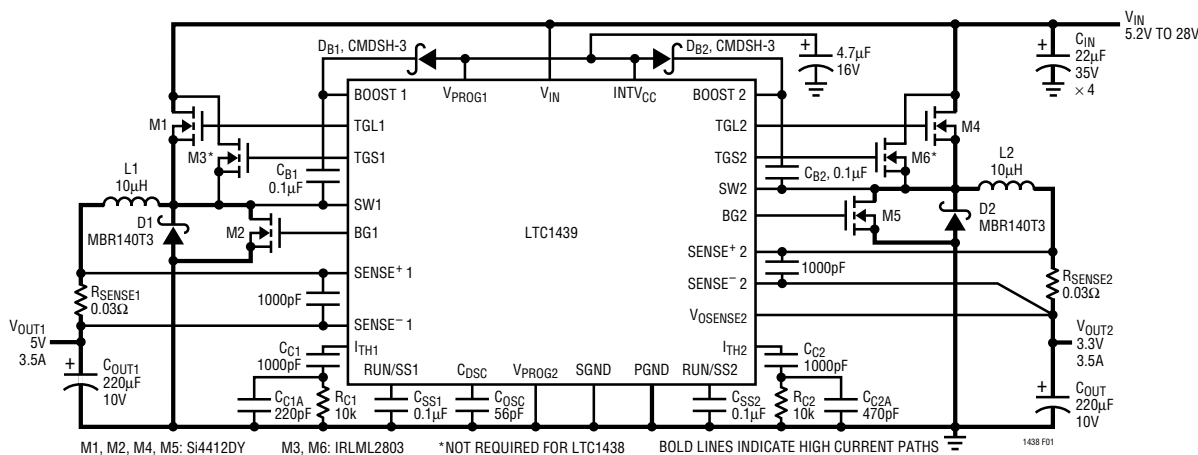 V_IN
5.2V TO 28V
D_B1, CMDSH-3
D_B2, CMDSH-3
+
4.7µF
16V
+
C_IN
22µF
35V
× 4
BOOST 1
V_PROG1
V_IN
INTV_CC
BOOST 2
M1
TGL1
TGL2
M4
M3*
TGS1
TGS2
M6*
L1
10µH
C_B1
0.1µF
C_B2, 0.1µF
L2
10µH
SW1
SW2
D1
MBR140T3
M2
BG1
LTC1439
BG2
M5
D2
MBR140T3
SENSE⁺ 1
SENSE⁺ 2
R_SENSE1
0.03Ω
1000pF
1000pF
SENSE⁻ 2
R_SENSE2
0.03Ω
V_OUT1
5V
3.5A
SENSE⁻ 1
V_OSENSE2
V_OUT2
3.3V
3.5A
I_TH1
I_TH2
+
C_OUT1
220µF
10V
C_C1
1000pF
C_C2
1000pF
RUN/SS1
C_DSC
V_PROG2
SGND
PGND
RUN/SS2
C_C1A
220pF
R_C1
10k
C_SS1
0.1µF
C_OSC
56pF
C_SS2
0.1µF
R_C2
10k
C_C2A
470pF
+
C_OUT
220µF
10V
M1, M2, M4, M5: Si4412DY
M3, M6: IRLML2803
*NOT REQUIRED FOR LTC1438
BOLD LINES INDICATE HIGH CURRENT PATHS
1438 F01